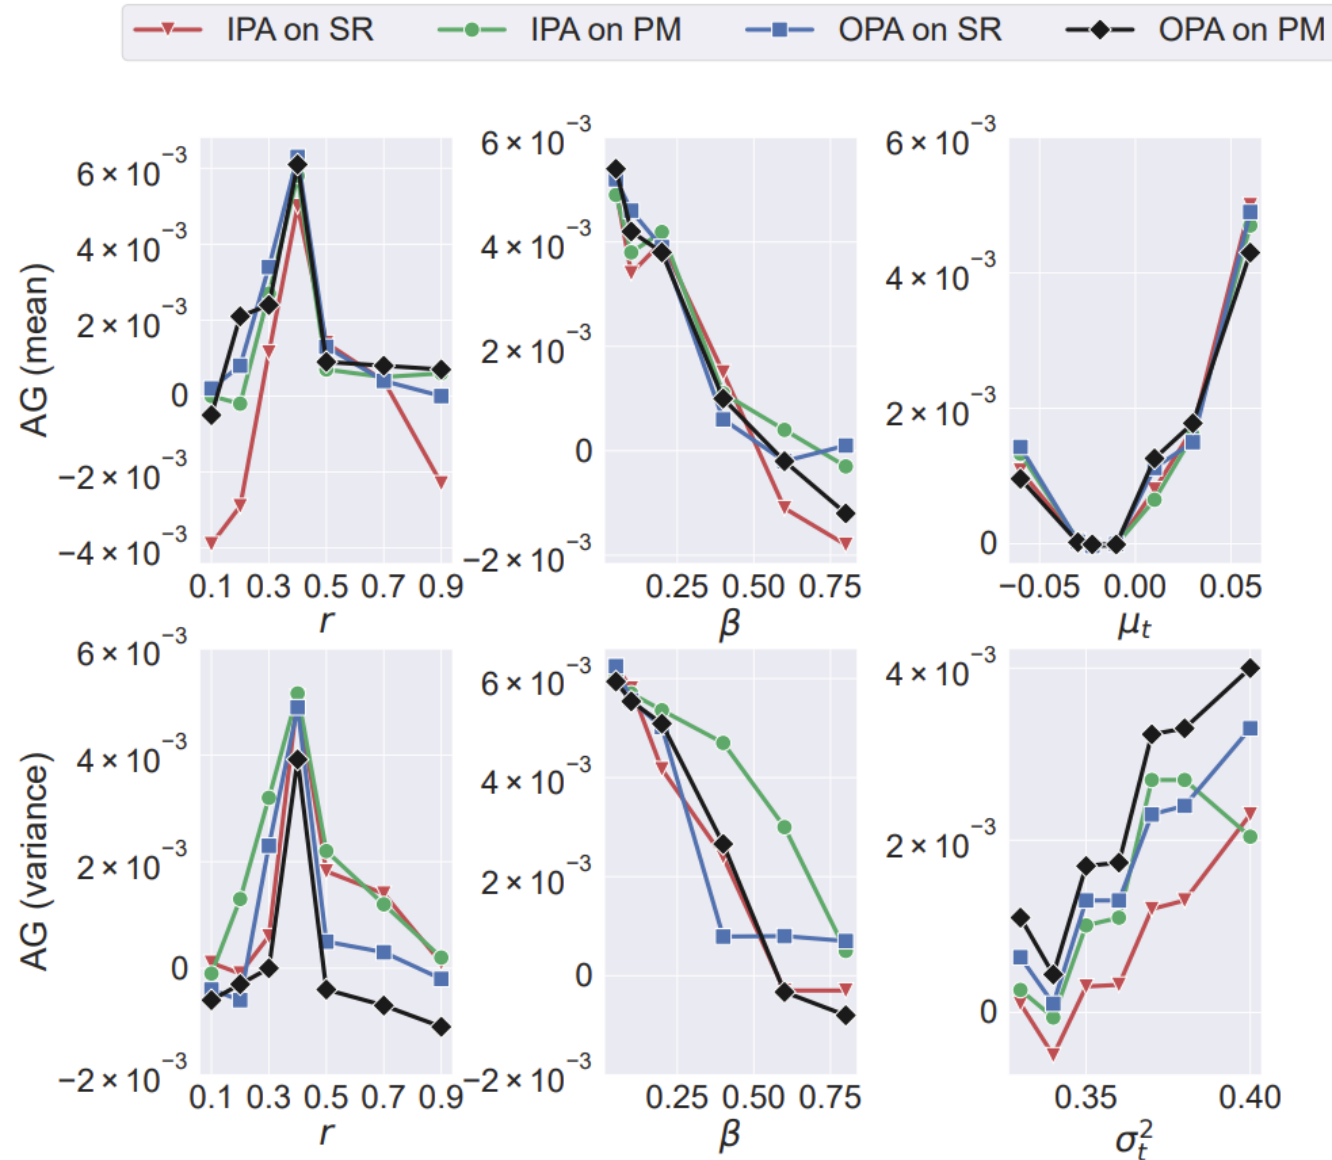 IPA on SR IPA on PM OPA on SR OPA on PM
AG (mean)
6 × 10⁻³
4 × 10⁻³
2 × 10⁻³
0
−2 × 10⁻³
−4 × 10⁻³
0.1 0.3 0.5 0.7 0.9
r
6 × 10⁻³
4 × 10⁻³
2 × 10⁻³
0
−2 × 10⁻³
0.25 0.50 0.75
β
6 × 10⁻³
4 × 10⁻³
2 × 10⁻³
0
−0.05 0.00 0.05
μₜ
AG (variance)
6 × 10⁻³
4 × 10⁻³
2 × 10⁻³
0
−2 × 10⁻³
0.1 0.3 0.5 0.7 0.9
r
6 × 10⁻³
4 × 10⁻³
2 × 10⁻³
0
−2 × 10⁻³
0.25 0.50 0.75
β
4 × 10⁻³
2 × 10⁻³
0
0.35 0.40
σₜ²